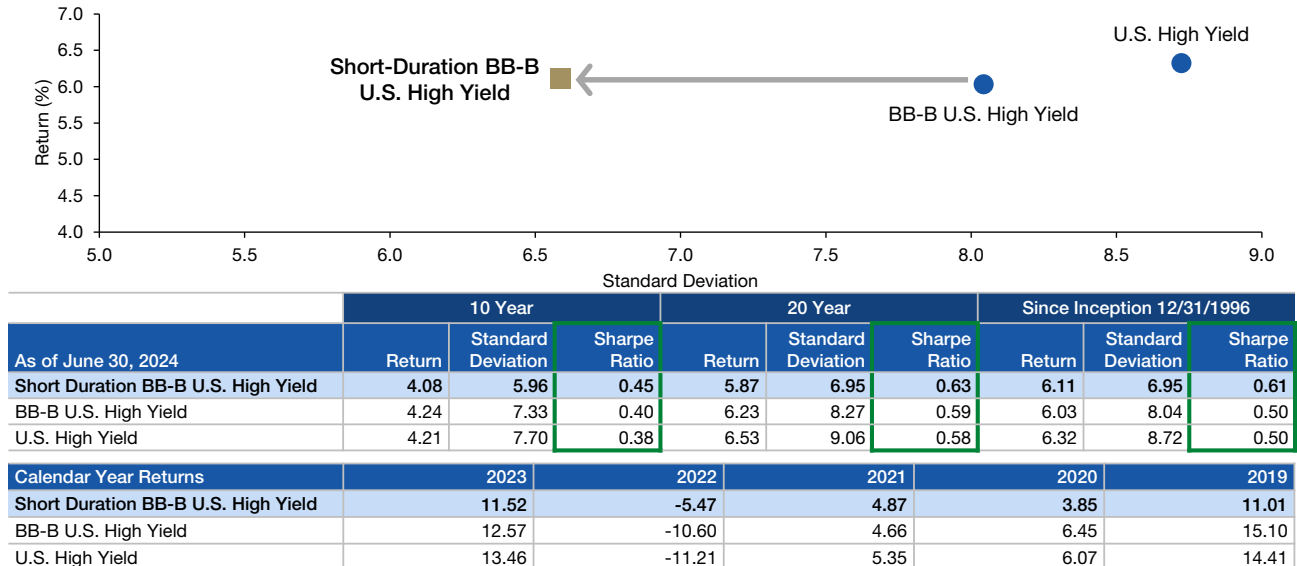 7.0
6.5
6.0
5.5
5.0
4.5
4.0
Return (%)
U.S. High Yield
Short-Duration BB-B
U.S. High Yield
BB-B U.S. High Yield
5.0 5.5 6.0 6.5 7.0 7.5 8.0 8.5 9.0
Standard Deviation
10 Year 20 Year Since Inception 12/31/1996
As of June 30, 2024 Return Standard Deviation Sharpe Ratio Return Standard Deviation Sharpe Ratio Return Standard Deviation Sharpe Ratio
Short Duration BB-B U.S. High Yield 4.08 5.96 0.45 5.87 6.95 0.63 6.11 6.95 0.61
BB-B U.S. High Yield 4.24 7.33 0.40 6.23 8.27 0.59 6.03 8.04 0.50
U.S. High Yield 4.21 7.70 0.38 6.53 9.06 0.58 6.32 8.72 0.50
Calendar Year Returns 2023 2022 2021 2020 2019
Short Duration BB-B U.S. High Yield 11.52 -5.47 4.87 3.85 11.01
BB-B U.S. High Yield 12.57 -10.60 4.66 6.45 15.10
U.S. High Yield 13.46 -11.21 5.35 6.07 14.41